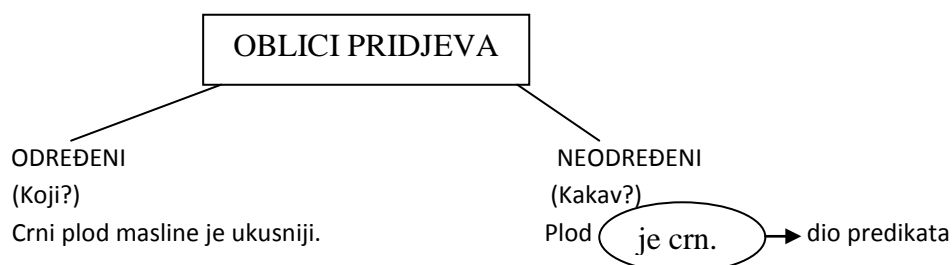 OBLICI PRIDJEVA
ODREĐENI
(Koji?)
Crni plod masline je ukusniji.
NEODREĐENI
(Kakav?)
Plod je crn. dio predikata